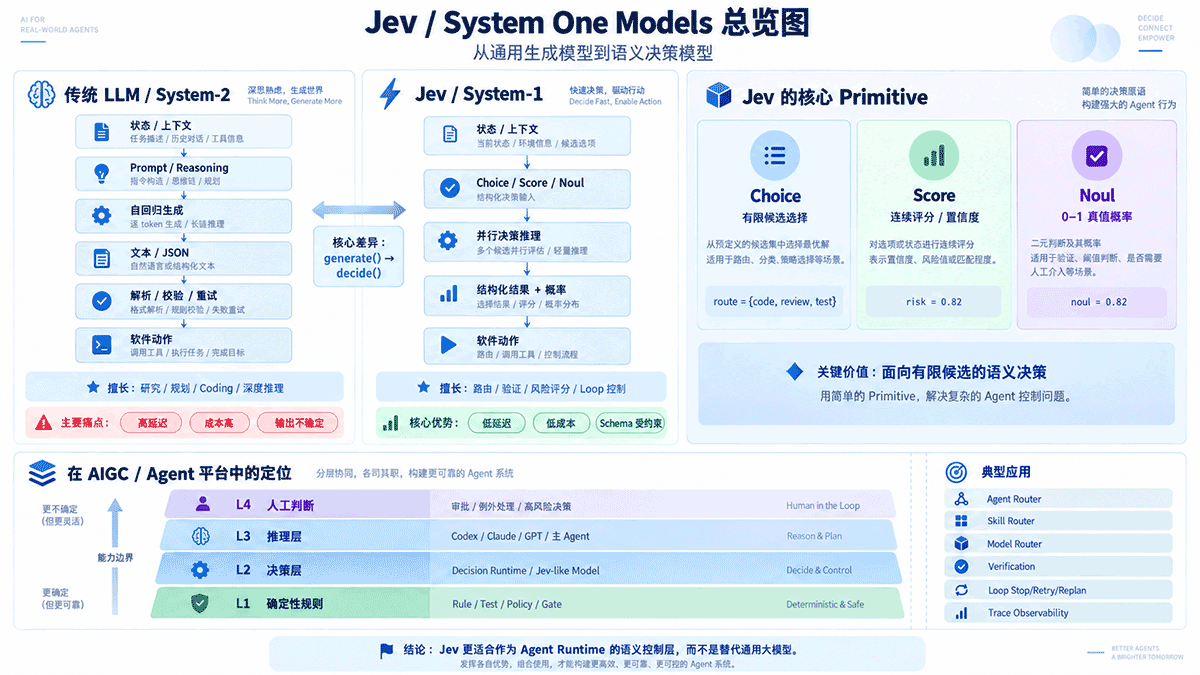 AI FOR
REAL-WORLD AGENTS
Jev / System One Models 总览图
从通用生成模型到语义决策模型
DECIDE
CONNECT
EMPOWER
传统 LLM / System-2
深思熟虑，生成世界
Think More, Generate More
状态 / 上下文
任务描述 / 历史对话 / 工具信息
Prompt / Reasoning
指令构造 / 思维链 / 规划
自回归生成
逐 token 生成 / 长链推理
文本 / JSON
自然语言或结构化文本
解析 / 校验 / 重试
格式解析 / 规则校验 / 失败重试
软件动作
调用工具 / 执行任务 / 完成目标
擅长：研究 / 规划 / Coding / 深度推理
主要痛点：
高延迟
成本高
输出不确定
核心差异：
generate() →
decide()
Jev / System-1
快速决策，驱动行动
Decide Fast, Enable Action
状态 / 上下文
当前状态 / 环境信息 / 候选选项
Choice / Score / Noul
结构化决策输入
并行决策推理
多个候选并行评估 / 轻量推理
结构化结果 + 概率
选择结果 / 评分 / 概率分布
软件动作
路由 / 调用工具 / 控制流程
擅长：路由 / 验证 / 风险评分 / Loop 控制
核心优势：
低延迟
低成本
Schema 受约束
Jev 的核心 Primitive
简单的决策原语
构建强大的 Agent 行为
Choice
有限候选选择
从预定义的候选集中选择最优解
适用于路由、分类、策略选择等场景。
route = {code, review, test}
Score
连续评分 / 置信度
对选项或状态进行连续评分
表示置信度、风险值或匹配程度。
risk = 0.82
Noul
0-1 真值概率
二元判断及其概率
适用于验证、阈值判断、是否需要
人工介入等场景。
noul = 0.82
关键价值：面向有限候选的语义决策
用简单的 Primitive，解决复杂的 Agent 控制问题。
在 AIGC / Agent 平台中的定位
分层协同，各司其职，构建更可靠的 Agent 系统
更不确定
（但更灵活）
能力边界
更确定
（但更可靠）
L4 人工判断
审批 / 例外处理 / 高风险决策
Human in the Loop
L3 推理层
Codex / Claude / GPT / 主 Agent
Reason & Plan
L2 决策层
Decision Runtime / Jev-like Model
Decide & Control
L1 确定性规则
Rule / Test / Policy / Gate
Deterministic & Safe
典型应用
Agent Router
Skill Router
Model Router
Verification
Loop Stop/Retry/Replan
Trace Observability
结论：Jev 更适合作为 Agent Runtime 的语义控制层，而不是替代通用大模型。
发挥各自优势，组合使用，才能构建更高效、更可靠、更可控的 Agent 系统。
BETTER AGENTS
A BRIGHTER TOMORROW